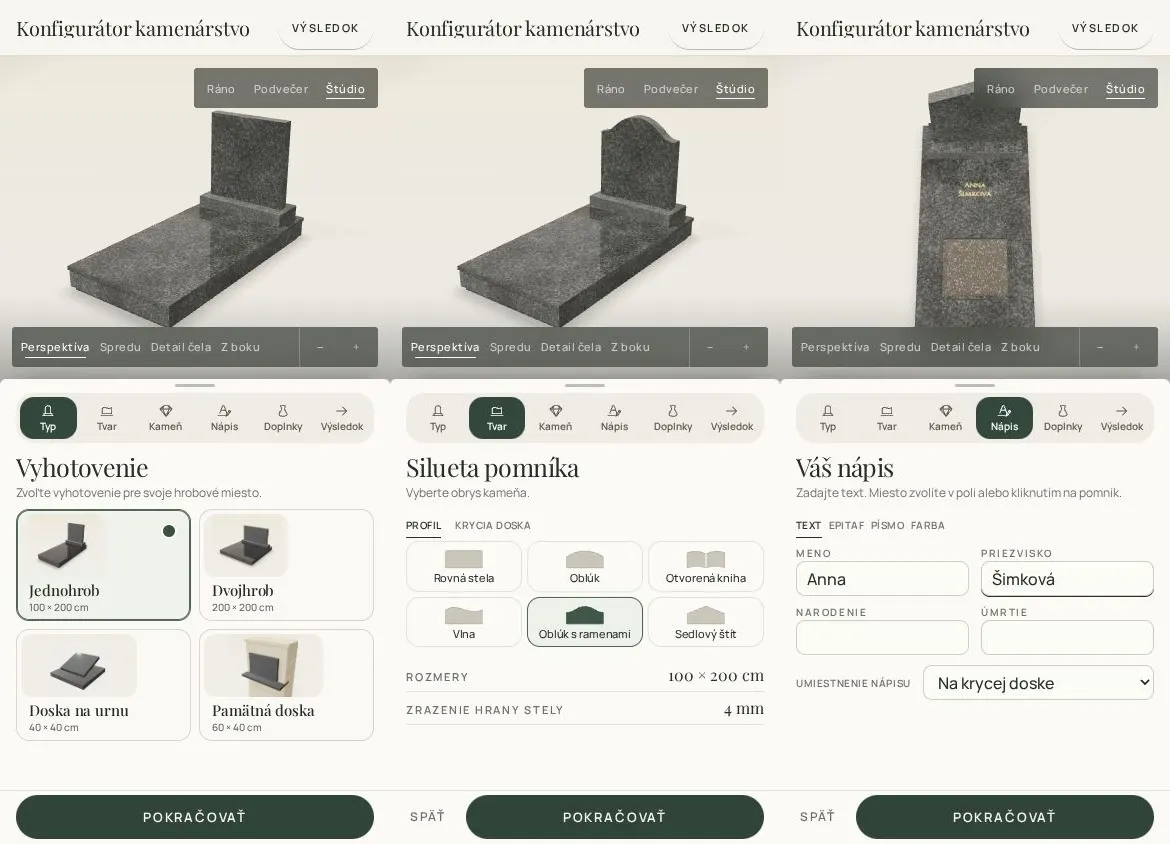 Konfigurátor kamenárstvo
VÝSLEDOK
Ráno Podvečer Štúdio
Perspektíva Spredu Detail čela Z boku – +
Typ Tvar Kameň Nápis Doplnky Výsledok
Vyhotovenie
Zvoľte vyhotovenie pre svoje hrobové miesto.
Jednohrob
100 × 200 cm
Dvojhrob
200 × 200 cm
Doska na urnu
40 × 40 cm
Pamätná doska
60 × 40 cm
POKRAČOVAŤ
Konfigurátor kamenárstvo
VÝSLEDOK
Ráno Podvečer Štúdio
Perspektíva Spredu Detail čela Z boku – +
Typ Tvar Kameň Nápis Doplnky Výsledok
Silueta pomníka
Vyberte obrys kameňa.
PROFIL KRYCIA DOSKA
Rovná stela Oblúk Otvorená kniha
Vlna Oblúk s ramenami Sedlový štít
ROZMERY 100 × 200 cm
ZRAZENIE HRANY STELY 4 mm
SPÄŤ POKRAČOVAŤ
Konfigurátor kamenárstvo
VÝSLEDOK
Ráno Podvečer Štúdio
ANNA
ŠIMKOVÁ
Perspektíva Spredu Detail čela Z boku – +
Typ Tvar Kameň Nápis Doplnky Výsledok
Váš nápis
Zadajte text. Miesto zvolíte v poli alebo kliknutím na pomník.
TEXT EPITAF PÍSMO FARBA
MENO PRIEZVISKO
Anna Šimková
NARODENIE ÚMRTIE
UMIESTNENIE NÁPISU Na krycej doske
SPÄŤ POKRAČOVAŤ